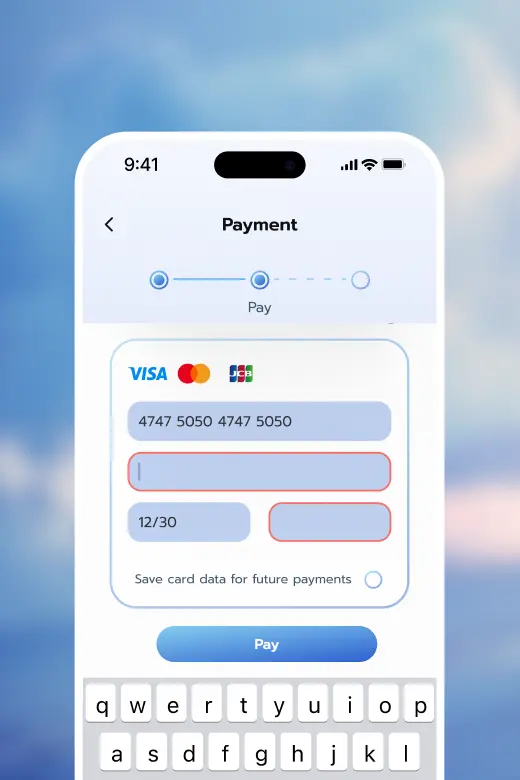 9:41
Payment
Pay
VISA JCB
4747 5050 4747 5050
12/30
Save card data for future payments
Pay
q w e r t y u i o p
a s d f g h j k l